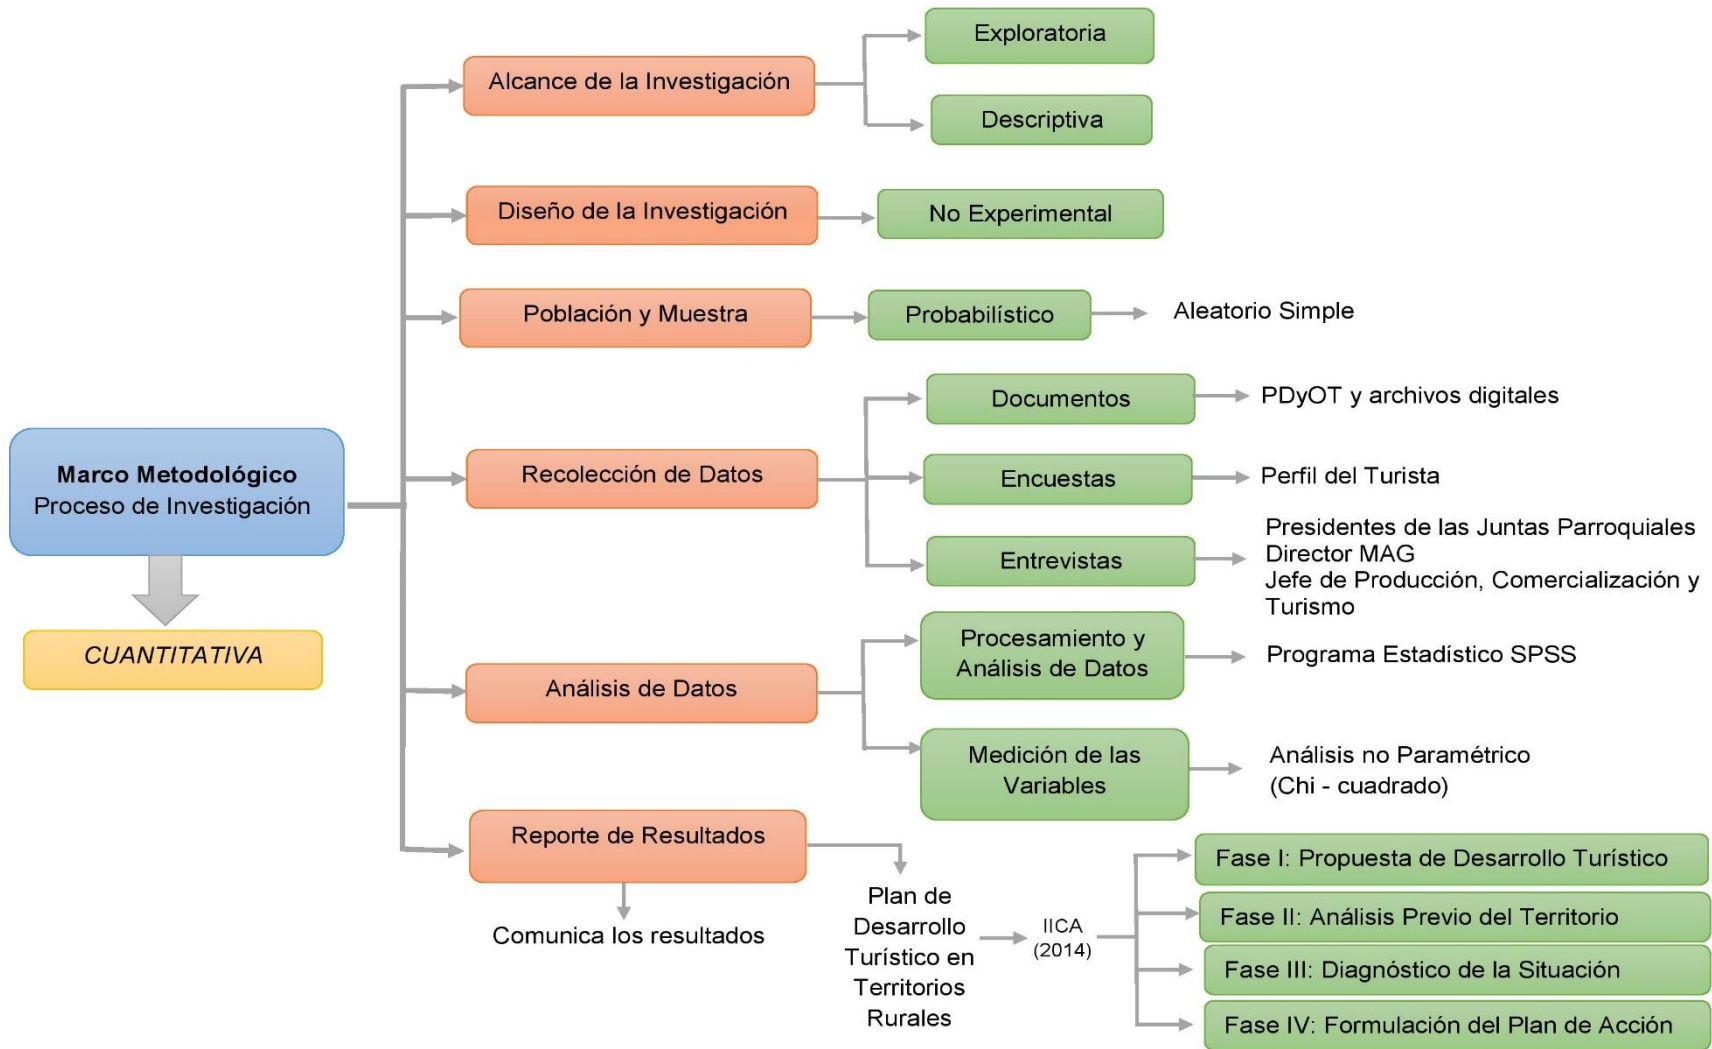 Marco Metodológico
Proceso de Investigación
CUANTITATIVA
Alcance de la Investigación
Exploratoria
Descriptiva
Diseño de la Investigación
No Experimental
Población y Muestra
Probabilístico
Aleatorio Simple
Recolección de Datos
Documentos
PDyOT y archivos digitales
Encuestas
Perfil del Turista
Entrevistas
Presidentes de las Juntas Parroquiales
Director MAG
Jefe de Producción, Comercialización y
Turismo
Análisis de Datos
Procesamiento y
Análisis de Datos
Programa Estadístico SPSS
Medición de las
Variables
Análisis no Paramétrico
(Chi - cuadrado)
Reporte de Resultados
Comunica los resultados
Plan de
Desarrollo
Turístico en
Territorios
Rurales
IICA
(2014)
Fase I: Propuesta de Desarrollo Turístico
Fase II: Análisis Previo del Territorio
Fase III: Diagnóstico de la Situación
Fase IV: Formulación del Plan de Acción